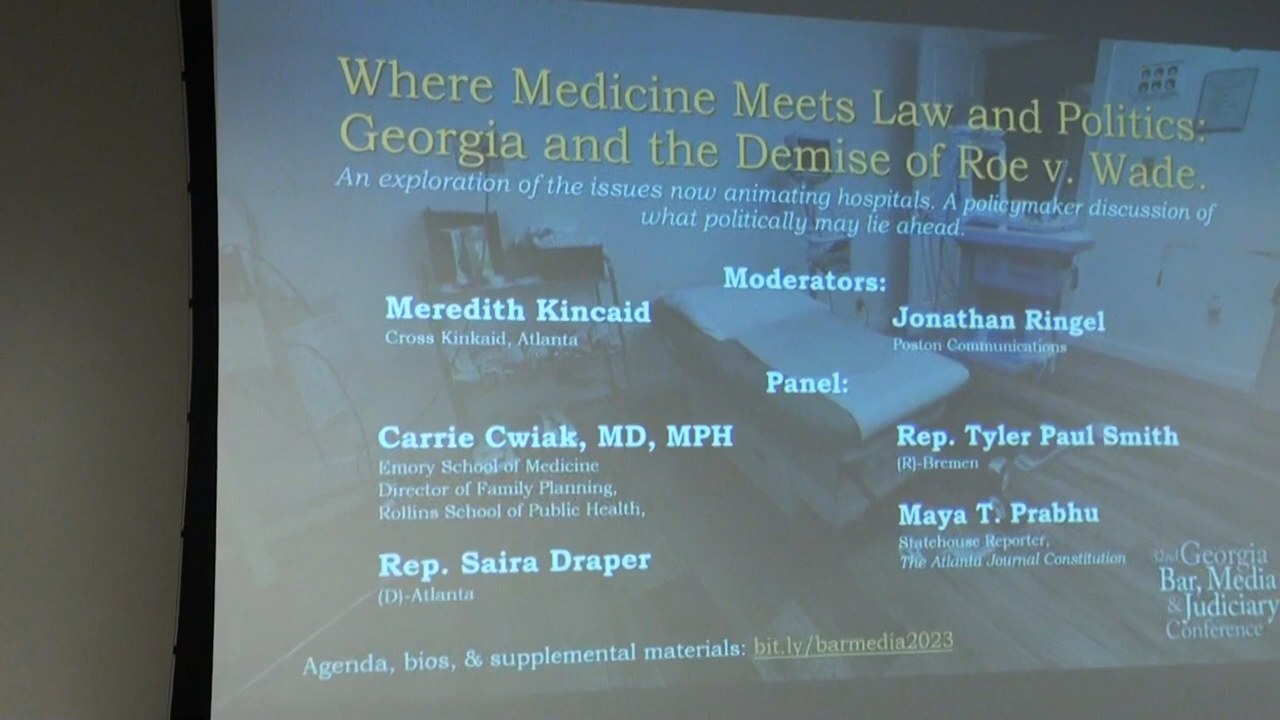 Where Medicine Meets Law and Politics:
Georgia and the Demise of Roe v. Wade.
An exploration of the issues now animating hospitals. A policymaker discussion of
what politically may lie ahead.
Moderators:
Meredith Kincaid
Cross Kinkaid, Atlanta
Jonathan Ringel
Poston Communications
Panel:
Carrie Cwiak, MD, MPH
Emory School of Medicine
Director of Family Planning,
Rollins School of Public Health,
Rep. Saira Draper
(D)-Atlanta
Rep. Tyler Paul Smith
(R)-Bremen
Maya T. Prabhu
Statehouse Reporter,
The Atlanta Journal Constitution
32nd Georgia
Bar, Media
& Judiciary
Conference
Agenda, bios, & supplemental materials: bit.ly/barmedia2023